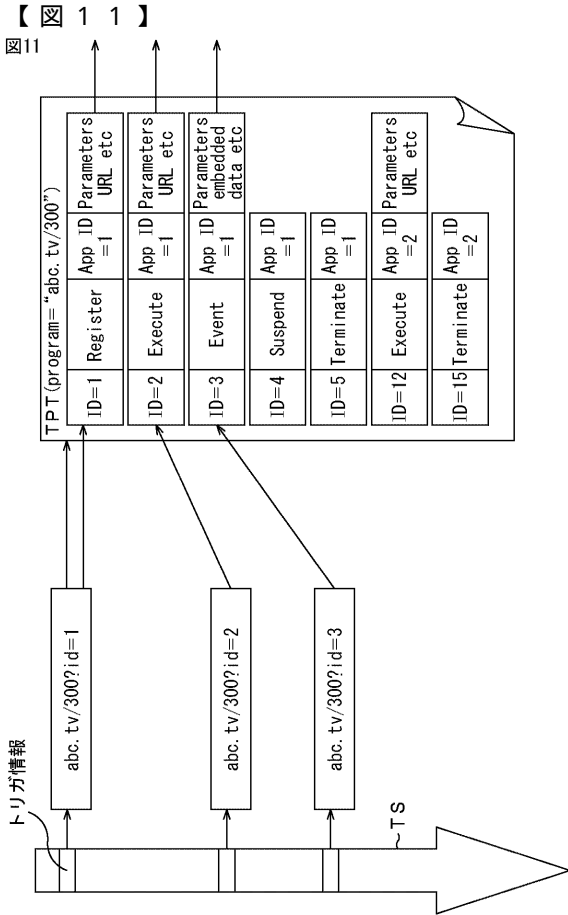 【図１１】
図11
TPT(program="abc.tv/300")
ID=1 Register App ID =1 Parameters URL etc
ID=2 Execute App ID =1 Parameters URL etc
ID=3 Event App ID =1 Parameters embedded data etc
ID=4 Suspend App ID =1
ID=5 Terminate App ID =1
ID=12 Execute App ID =2 Parameters URL etc
ID=15 Terminate App ID =2
abc.tv/300?id=1
abc.tv/300?id=2
abc.tv/300?id=3
トリガ情報
TS